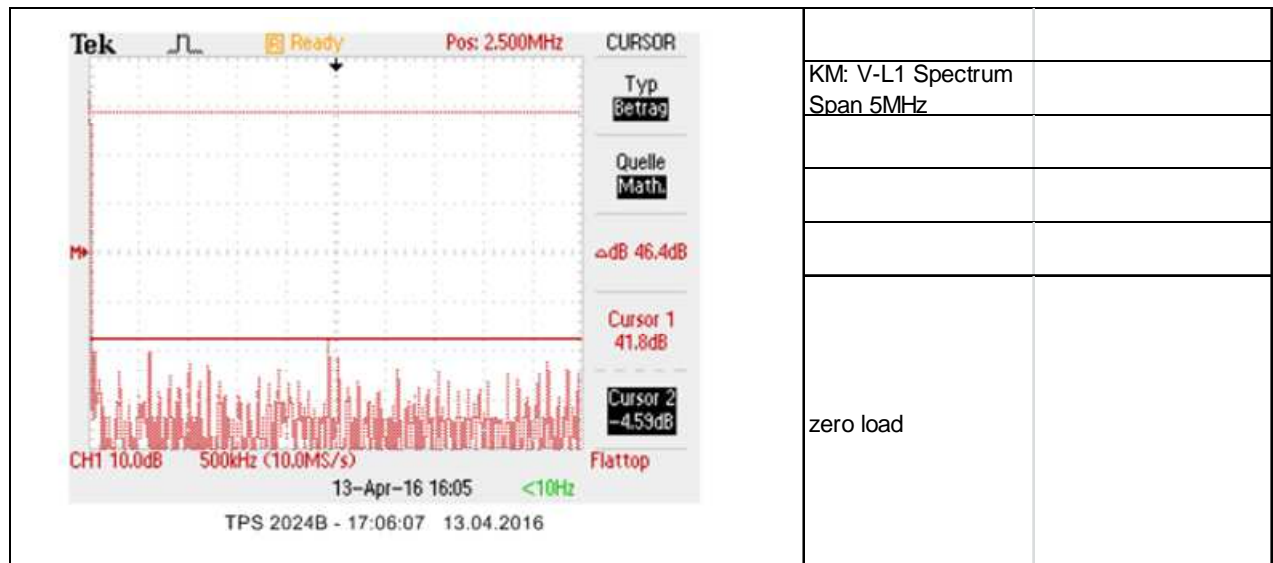 Tek R Ready Pos: 2.500MHz CURSOR
Typ
Betrag
Quelle
Math.
M
△dB 46.4dB
Cursor 1
41.8dB
Cursor 2
-4.59dB
CH1 10.0dB 500kHz (10.0MS/s) Flattop
13-Apr-16 16:05 <10Hz
TPS 2024B - 17:06:07 13.04.2016
KM: V-L1 Spectrum
Span 5MHz
zero load